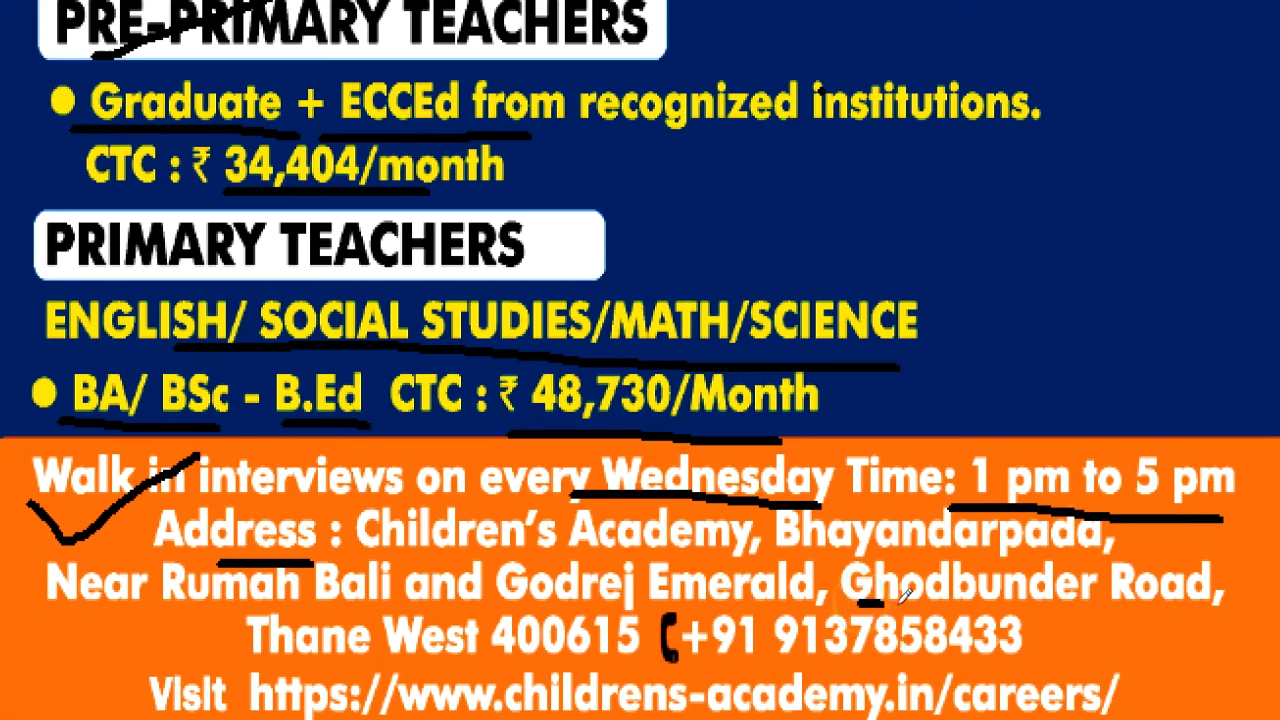 PRE-PRIMARY TEACHERS
● Graduate + ECCEd from recognized institutions.
CTC : ₹ 34,404/month
PRIMARY TEACHERS
ENGLISH/ SOCIAL STUDIES/MATH/SCIENCE
● BA/ BSc - B.Ed CTC : ₹ 48,730/Month
Walk in interviews on every Wednesday Time: 1 pm to 5 pm
Address : Children's Academy, Bhayandarpada,
Near Rumah Bali and Godrej Emerald, Ghodbunder Road,
Thane West 400615 +91 9137858433
Visit https://www.childrens-academy.in/careers/